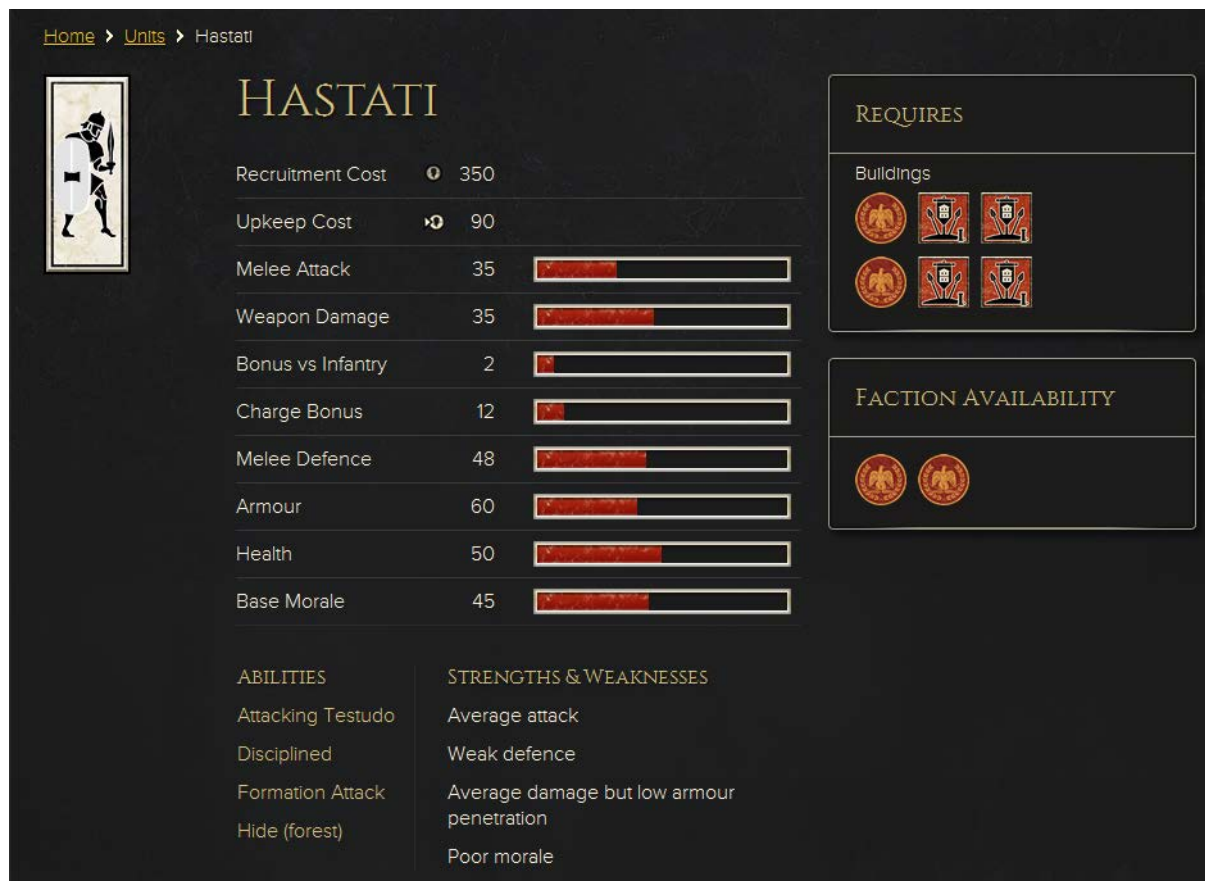 Home > Units > Hastati
HASTATI
Recruitment Cost 350
Upkeep Cost 90
Melee Attack 35
Weapon Damage 35
Bonus vs Infantry 2
Charge Bonus 12
Melee Defence 48
Armour 60
Health 50
Base Morale 45
ABILITIES
Attacking Testudo
Disciplined
Formation Attack
Hide (forest)
STRENGTHS & WEAKNESSES
Average attack
Weak defence
Average damage but low armour
penetration
Poor morale
REQUIRES
Buildings
FACTION AVAILABILITY